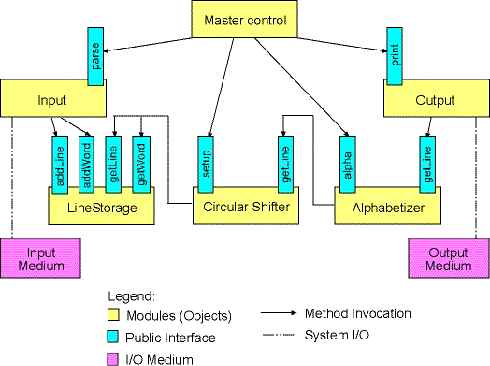 Master control
parse
print
Input
Output
addLine
addWord
getLine
getWord
setup
getLine
alpha
getLine
LineStorage
Circular Shifter
Alphabetizer
Input
Medium
Output
Medium
Legend:
Modules (Objects)
Method Invocation
Public Interface
System I/O
I/O Medium